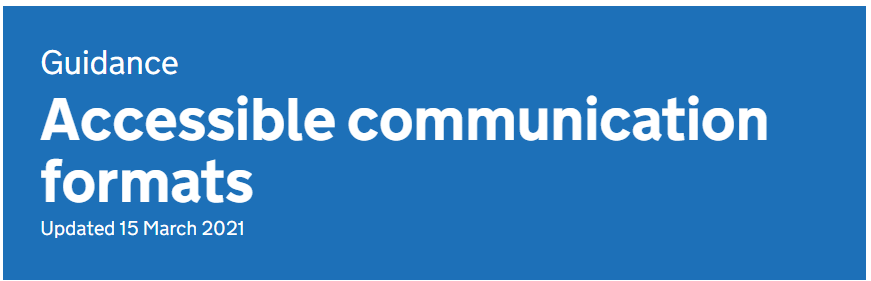 Guidance
Accessible communication
formats
Updated 15 March 2021